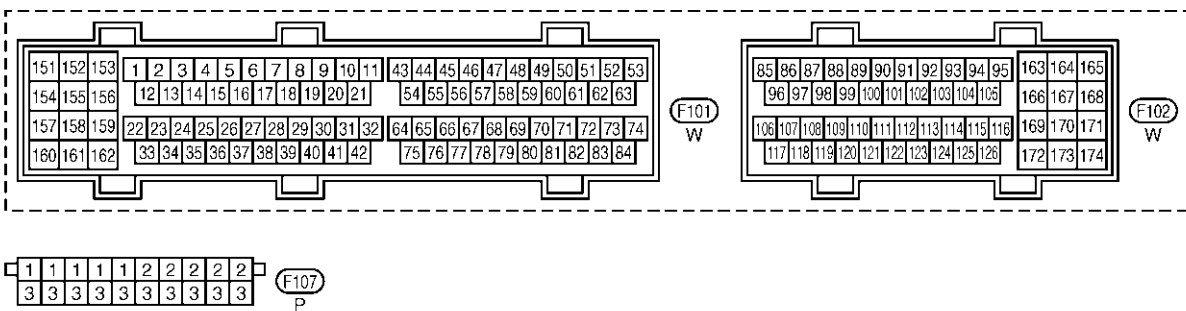 151 152 153 1 2 3 4 5 6 7 8 9 10 11 43 44 45 46 47 48 49 50 51 52 53
154 155 156 12 13 14 15 16 17 18 19 20 21 54 55 56 57 58 59 60 61 62 63
157 158 159 22 23 24 25 26 27 28 29 30 31 32 64 65 66 67 68 69 70 71 72 73 74
160 161 162 33 34 35 36 37 38 39 40 41 42 75 76 77 78 79 80 81 82 83 84
F101
W
85 86 87 88 89 90 91 92 93 94 95 163 164 165
96 97 98 99 100 101 102 103 104 105 166 167 168
106 107 108 109 110 111 112 113 114 115 116 169 170 171
117 118 119 120 121 122 123 124 125 126 172 173 174
F102
W
1 1 1 1 1 2 2 2 2 2
3 3 3 3 3 3 3 3 3 3
F107
P